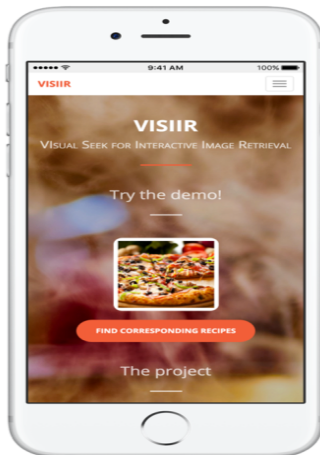 9:41 AM
100%
VISIIR
VISIIR
VISUAL SEEK FOR INTERACTIVE IMAGE RETRIEVAL
Try the demo!
FIND CORRESPONDING RECIPES
The project